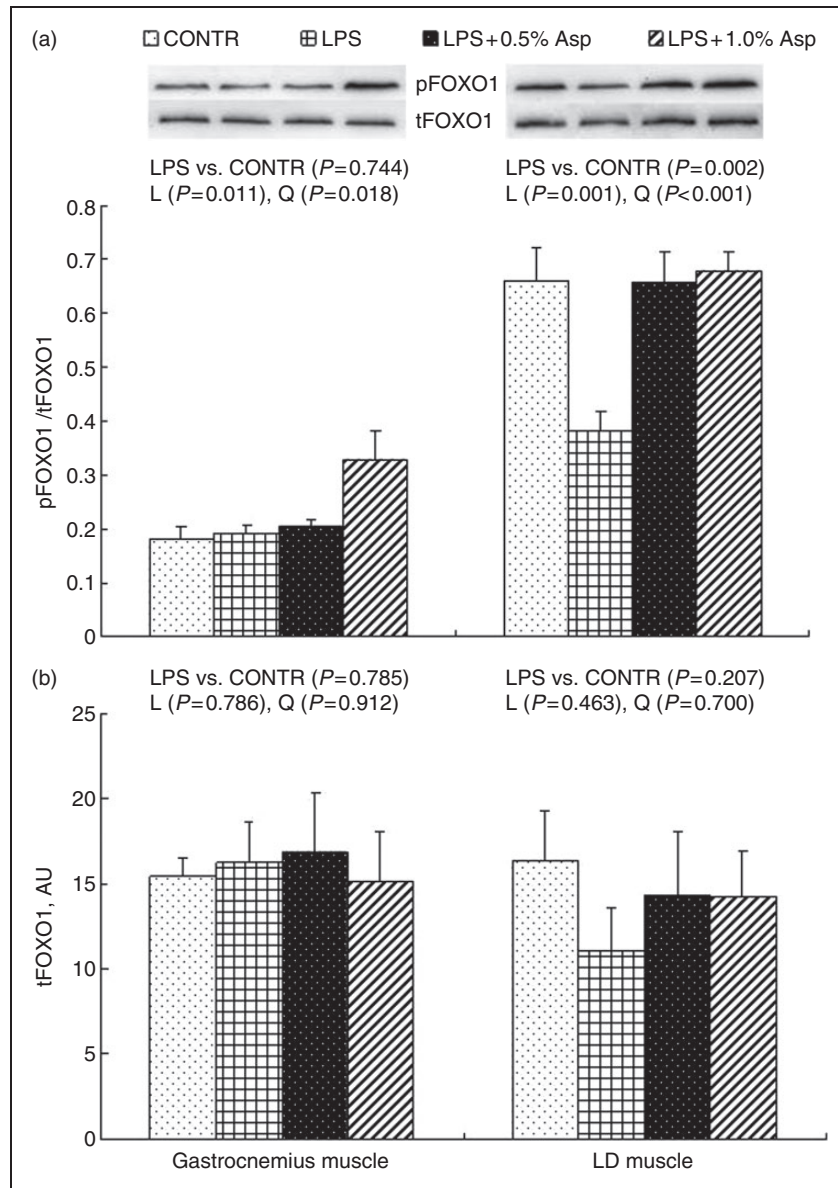 (a) CONTR LPS LPS+0.5% Asp LPS+1.0% Asp
pFOXO1
tFOXO1
LPS vs. CONTR (P=0.744)
L (P=0.011), Q (P=0.018)
LPS vs. CONTR (P=0.002)
L (P=0.001), Q (P<0.001)
0.8
0.7
0.6
0.5
0.4
0.3
0.2
0.1
0
pFOXO1 /tFOXO1
(b)
LPS vs. CONTR (P=0.785)
L (P=0.786), Q (P=0.912)
LPS vs. CONTR (P=0.207)
L (P=0.463), Q (P=0.700)
25
20
15
10
5
0
tFOXO1, AU
Gastrocnemius muscle
LD muscle